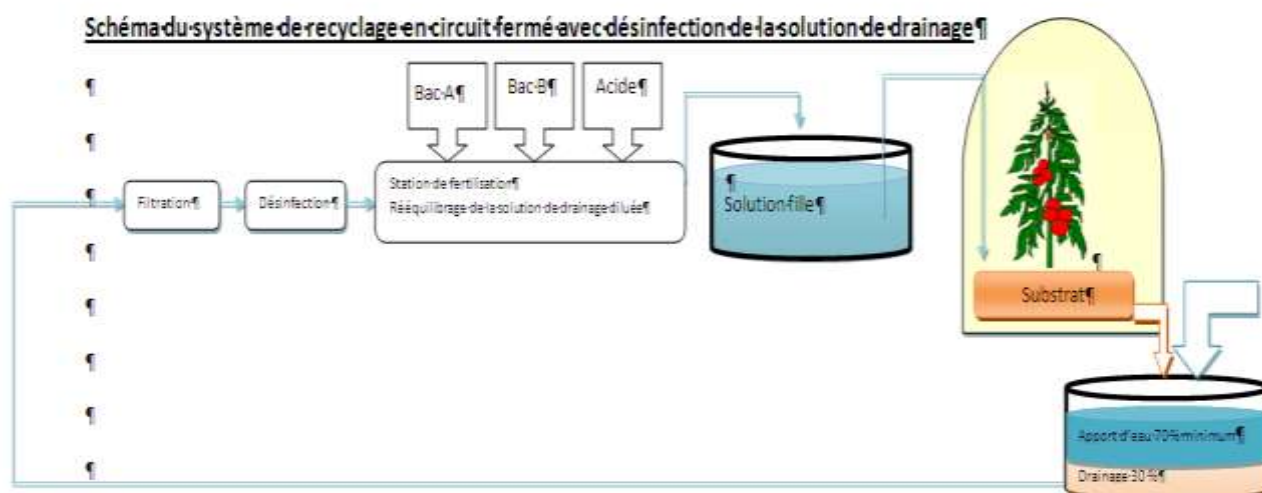 Schéma·du·système·de·recyclage·en·circuit·fermé·avec·désinfection·de·la·solution·de·drainage¶
¶
¶
¶
¶
¶
¶
¶
¶
Bac·A¶
Bac·B¶
Acide¶
Filtration¶
Désinfection¶
Station·de·fertilisation¶
Rééquilibrage·de·la·solution·de·drainage·diluée¶
¶
Solution·fille¶
¶
Substrat¶
Apport·d'eau·70%·minimum¶
Drainage·30·%¶